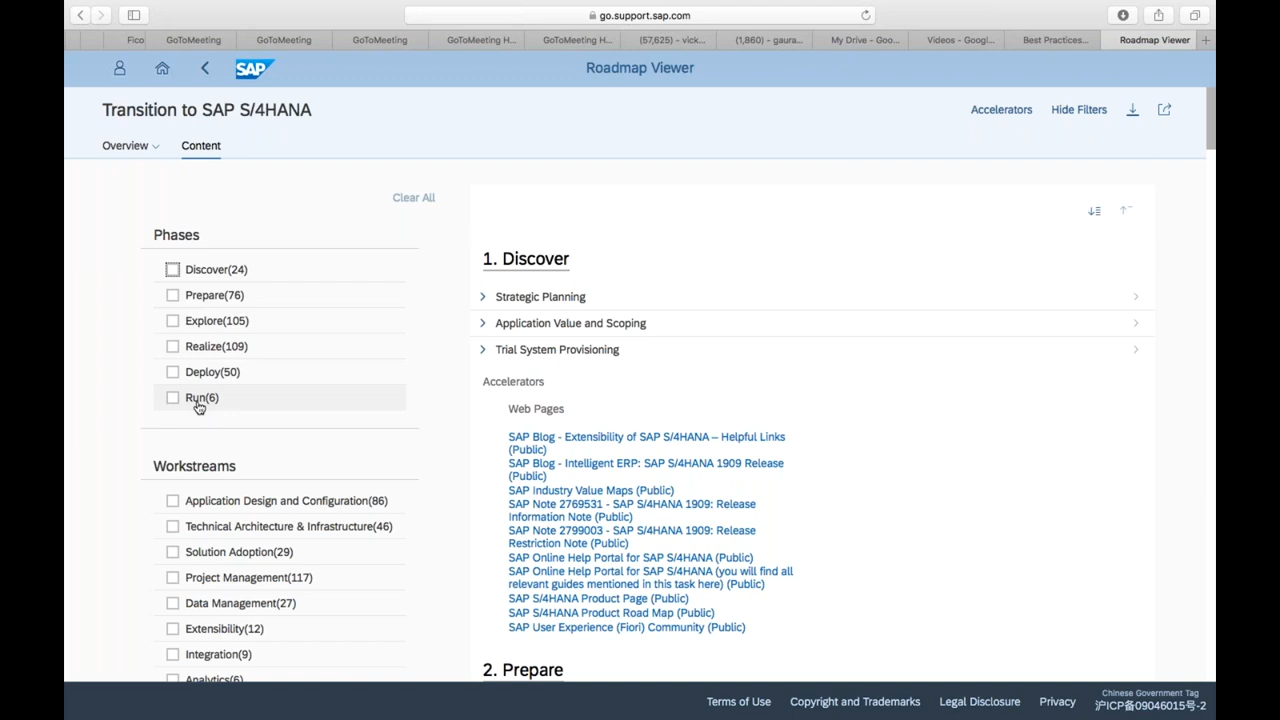 go.support.sap.com
Fico
GoToMeeting
GoToMeeting
GoToMeeting
GoToMeeting H...
GoToMeeting H...
(57,625) - vick...
(1,860) - gaura...
My Drive - Goo...
Videos - Googl...
Best Practices...
Roadmap Viewer
SAP
Roadmap Viewer
Transition to SAP S/4HANA
Accelerators
Hide Filters
Overview
Content
Clear All
Phases
Discover(24)
Prepare(76)
Explore(105)
Realize(109)
Deploy(50)
Run(6)
Workstreams
Application Design and Configuration(86)
Technical Architecture & Infrastructure(46)
Solution Adoption(29)
Project Management(117)
Data Management(27)
Extensibility(12)
Integration(9)
Analytics(6)
1. Discover
Strategic Planning
Application Value and Scoping
Trial System Provisioning
Accelerators
Web Pages
SAP Blog - Extensibility of SAP S/4HANA – Helpful Links
(Public)
SAP Blog - Intelligent ERP: SAP S/4HANA 1909 Release
(Public)
SAP Industry Value Maps (Public)
SAP Note 2769531 - SAP S/4HANA 1909: Release
Information Note (Public)
SAP Note 2799003 - SAP S/4HANA 1909: Release
Restriction Note (Public)
SAP Online Help Portal for SAP S/4HANA (Public)
SAP Online Help Portal for SAP S/4HANA (you will find all
relevant guides mentioned in this task here) (Public)
SAP S/4HANA Product Page (Public)
SAP S/4HANA Product Road Map (Public)
SAP User Experience (Fiori) Community (Public)
2. Prepare
Terms of Use
Copyright and Trademarks
Legal Disclosure
Privacy
Chinese Government Tag
沪ICP备09046015号-2